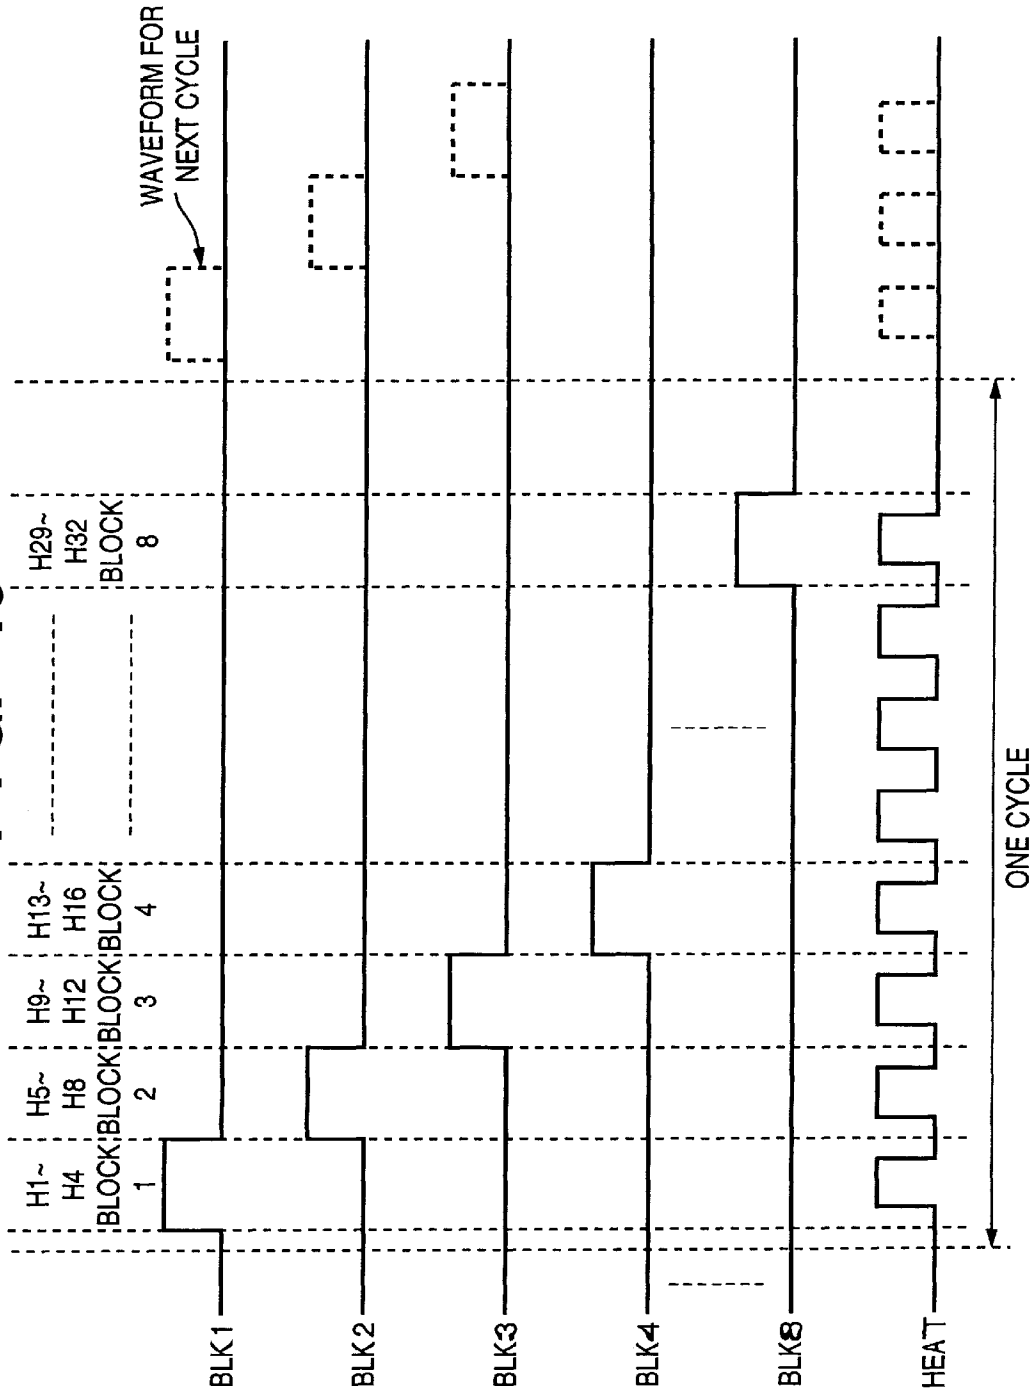 H1~
H4
BLOCK
1
H5~
H8
BLOCK
2
H9~
H12
BLOCK
3
H13~
H16
BLOCK
4
H29~
H32
BLOCK
8
WAVEFORM FOR
NEXT CYCLE
BLK1
BLK2
BLK3
BLK4
BLK8
HEAT
ONE CYCLE